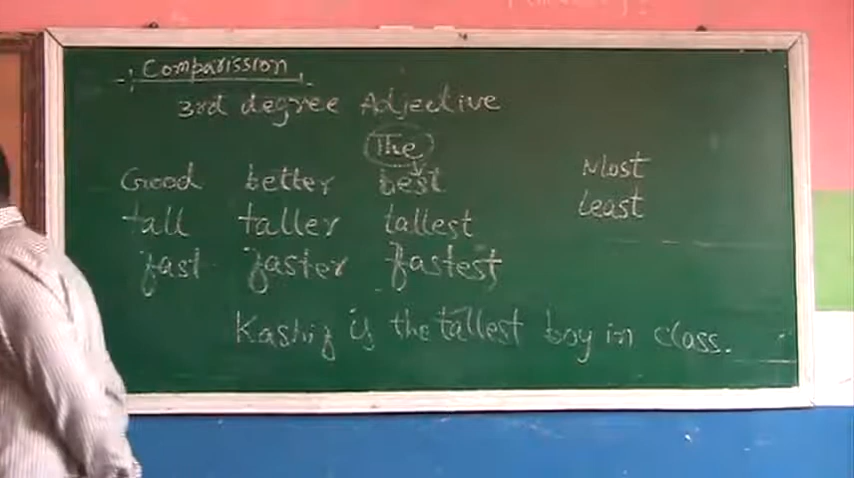 Comparission
3rd degree Adjective
The
Good better best
tall taller tallest
fast faster fastest
Most
Least
Kashif is the tallest boy in class.